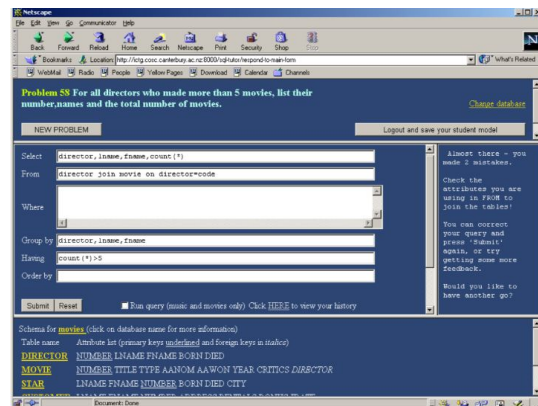 Netscape
File Edit View Go Communicator Help
Back Forward Reload Home Search Netscape Print Security Shop Stop
Bookmarks Location: http://ictg.cosc.canterbury.ac.nz:8000/sql-tutor/respond-to-main-form What's Related
WebMail Radio People Yellow Pages Download Calendar Channels
Problem 58 For all directors who made more than 5 movies, list their
number,names and the total number of movies.
Change database
NEW PROBLEM
Logout and save your student model
Select director,lname,fname,count(*)
From director join movie on director=code
Where
Group by director,lname,fname
Having count(*)>5
Order by
Submit Reset Run query (music and movies only) Click HERE to view your history
Almost there - you
made 2 mistakes.
Check the
attributes you are
using in FROM to
join the tables!
You can correct
your query and
press 'Submit'
again, or try
getting some more
feedback.
Would you like to
have another go?
Schema for movies (click on database name for more information)
Table name Attribute list (primary keys underlined and foreign keys in italics)
DIRECTOR NUMBER LNAME FNAME BORN DIED
MOVIE NUMBER TITLE TYPE AANOM AAWON YEAR CRITICS DIRECTOR
STAR LNAME FNAME NUMBER BORN DIED CITY
Document: Done